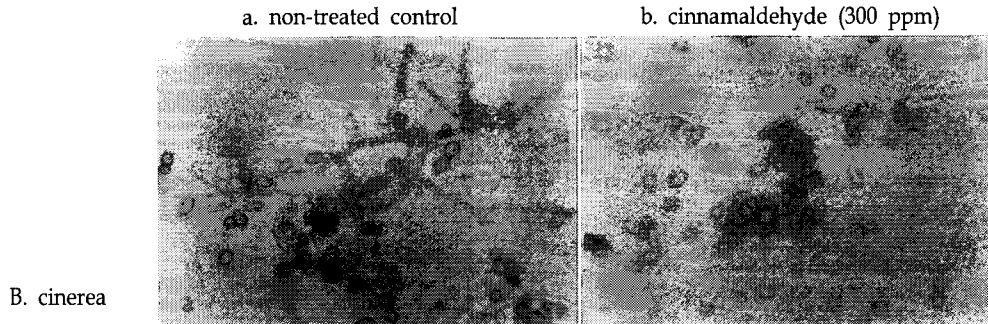 a. non-treated control
b. cinnamaldehyde (300 ppm)
B. cinerea